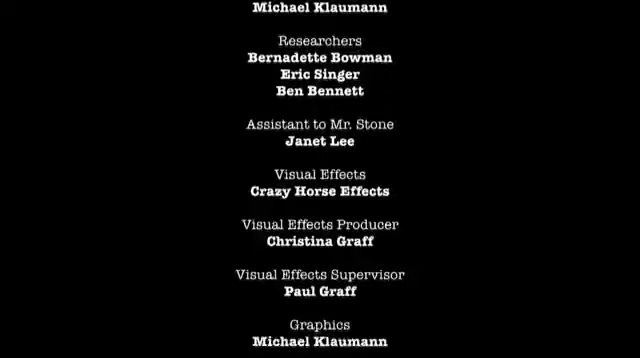 Michael Klaumann
Researchers
Bernadette Bowman
Eric Singer
Ben Bennett
Assistant to Mr. Stone
Janet Lee
Visual Effects
Crazy Horse Effects
Visual Effects Producer
Christina Graff
Visual Effects Supervisor
Paul Graff
Graphics
Michael Klaumann